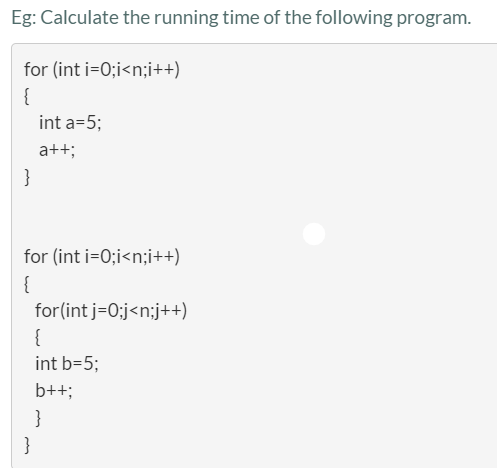 Eg: Calculate the running time of the following program.
for (int i=0;i<n;i++)
{
int a=5;
a++;
}
for (int i=0;i<n;i++)
{
for(int j=0;j<n;j++)
{
int b=5;
b++;
}
}